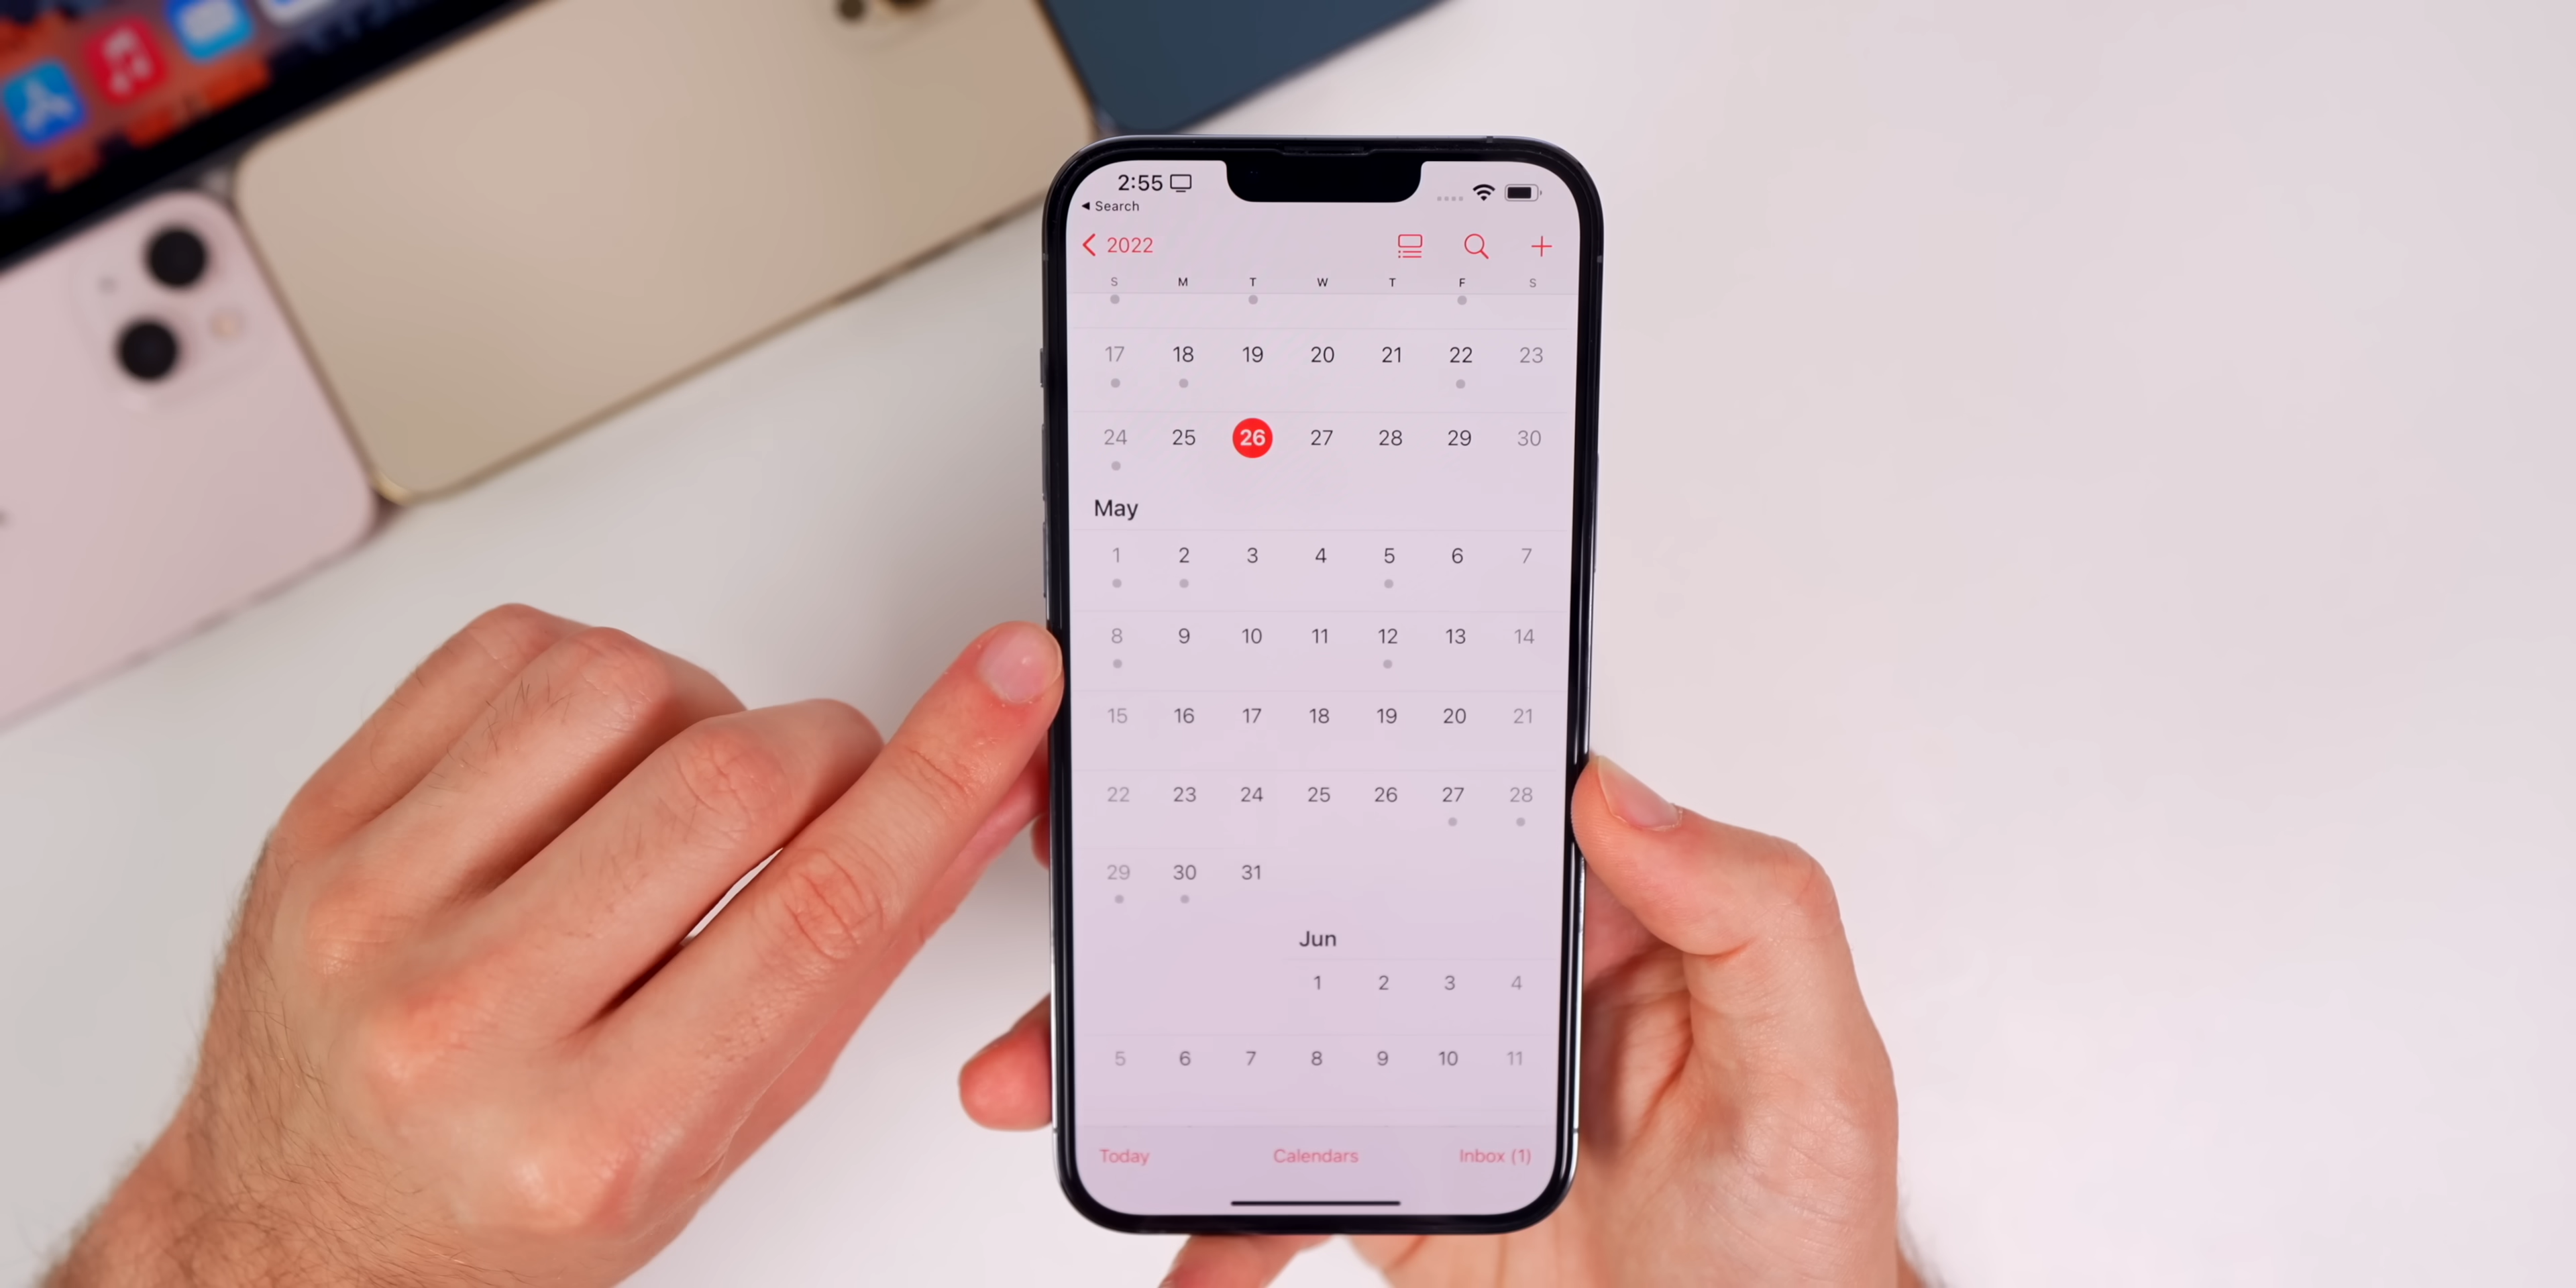 2:55
◀ Search
2022
S M T W T F S
17 18 19 20 21 22 23
24 25 26 27 28 29 30
May
1 2 3 4 5 6 7
8 9 10 11 12 13 14
15 16 17 18 19 20 21
22 23 24 25 26 27 28
29 30 31
Jun
1 2 3 4
5 6 7 8 9 10 11
Today Calendars Inbox (1)